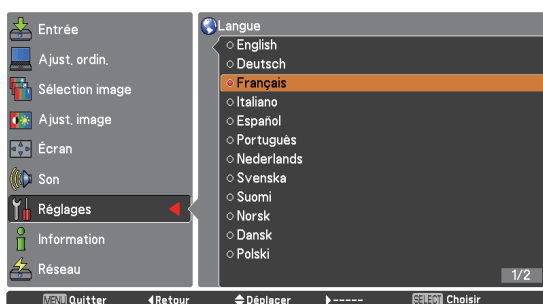 Entrée
Ajust. ordin.
Sélection image
Ajust. image
Écran
Son
Réglages
Information
Réseau
Langue
English
Deutsch
Français
Italiano
Español
Português
Nederlands
Svenska
Suomi
Norsk
Dansk
Polski
1/2
MENU Quitter Retour Déplacer ----- SELECT Choisir